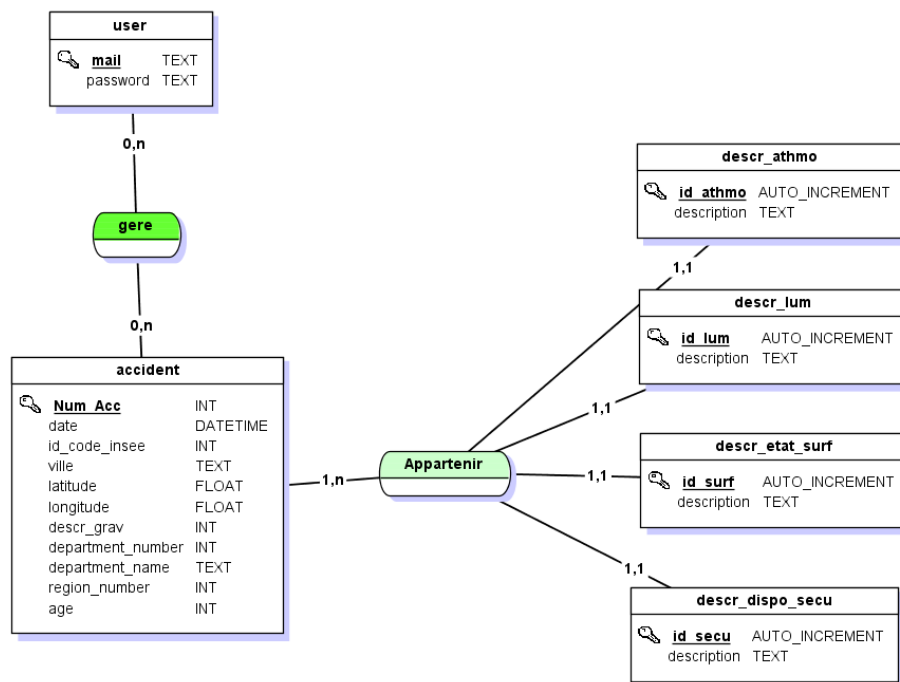 user
mail TEXT
password TEXT
0,n
gere
0,n
accident
Num_Acc INT
date DATETIME
id_code_insee INT
ville TEXT
latitude FLOAT
longitude FLOAT
descr_grav INT
department_number INT
department_name TEXT
region_number INT
age INT
1,n
Appartenir
1,1
descr_athmo
id_athmo AUTO_INCREMENT
description TEXT
1,1
descr_lum
id_lum AUTO_INCREMENT
description TEXT
1,1
descr_etat_surf
id_surf AUTO_INCREMENT
description TEXT
1,1
descr_dispo_secu
id_secu AUTO_INCREMENT
description TEXT